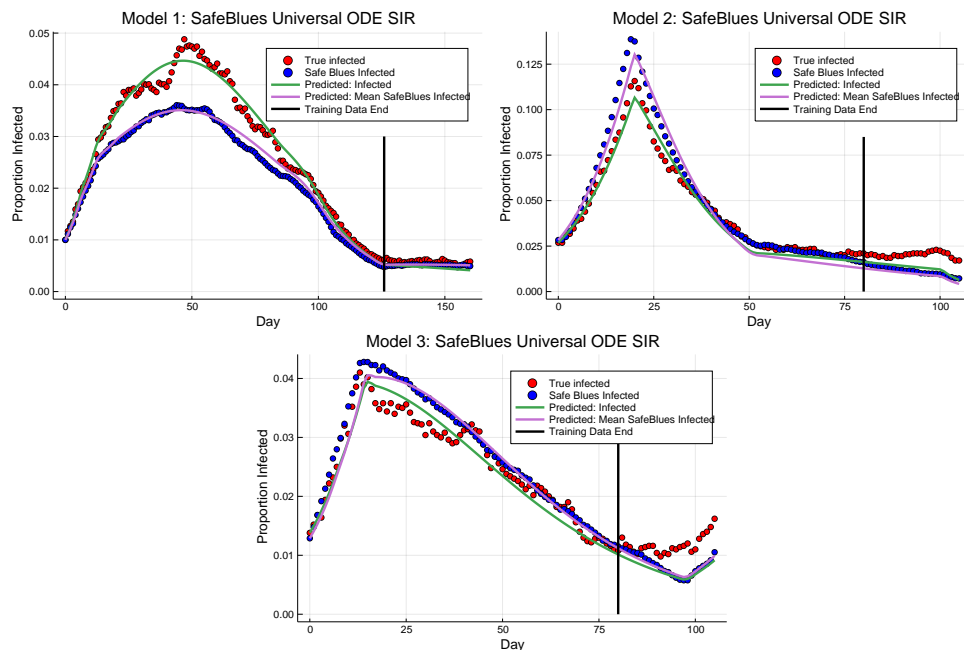 Model 1: SafeBlues Universal ODE SIR
Proportion Infected
0.05
0.04
0.03
0.02
0.01
0.00
0
50
100
150
Day
True infected
Safe Blues Infected
Predicted: Infected
Predicted: Mean SafeBlues Infected
Training Data End
Model 2: SafeBlues Universal ODE SIR
Proportion Infected
0.125
0.100
0.075
0.050
0.025
0.000
0
25
50
75
100
Day
True infected
Safe Blues Infected
Predicted: Infected
Predicted: Mean SafeBlues Infected
Training Data End
Model 3: SafeBlues Universal ODE SIR
Proportion Infected
0.04
0.03
0.02
0.01
0.00
0
25
50
75
100
Day
True infected
Safe Blues Infected
Predicted: Infected
Predicted: Mean SafeBlues Infected
Training Data End